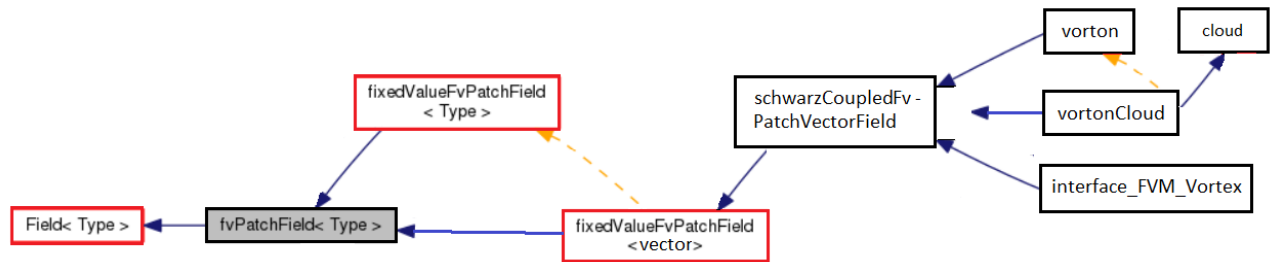 vorton
cloud
fixedValueFvPatchField
< Type >
schwarzCoupledFv -
PatchVectorField
vortonCloud
interface_FVM_Vortex
Field< Type >
fvPatchField< Type >
fixedValueFvPatchField
<vector>